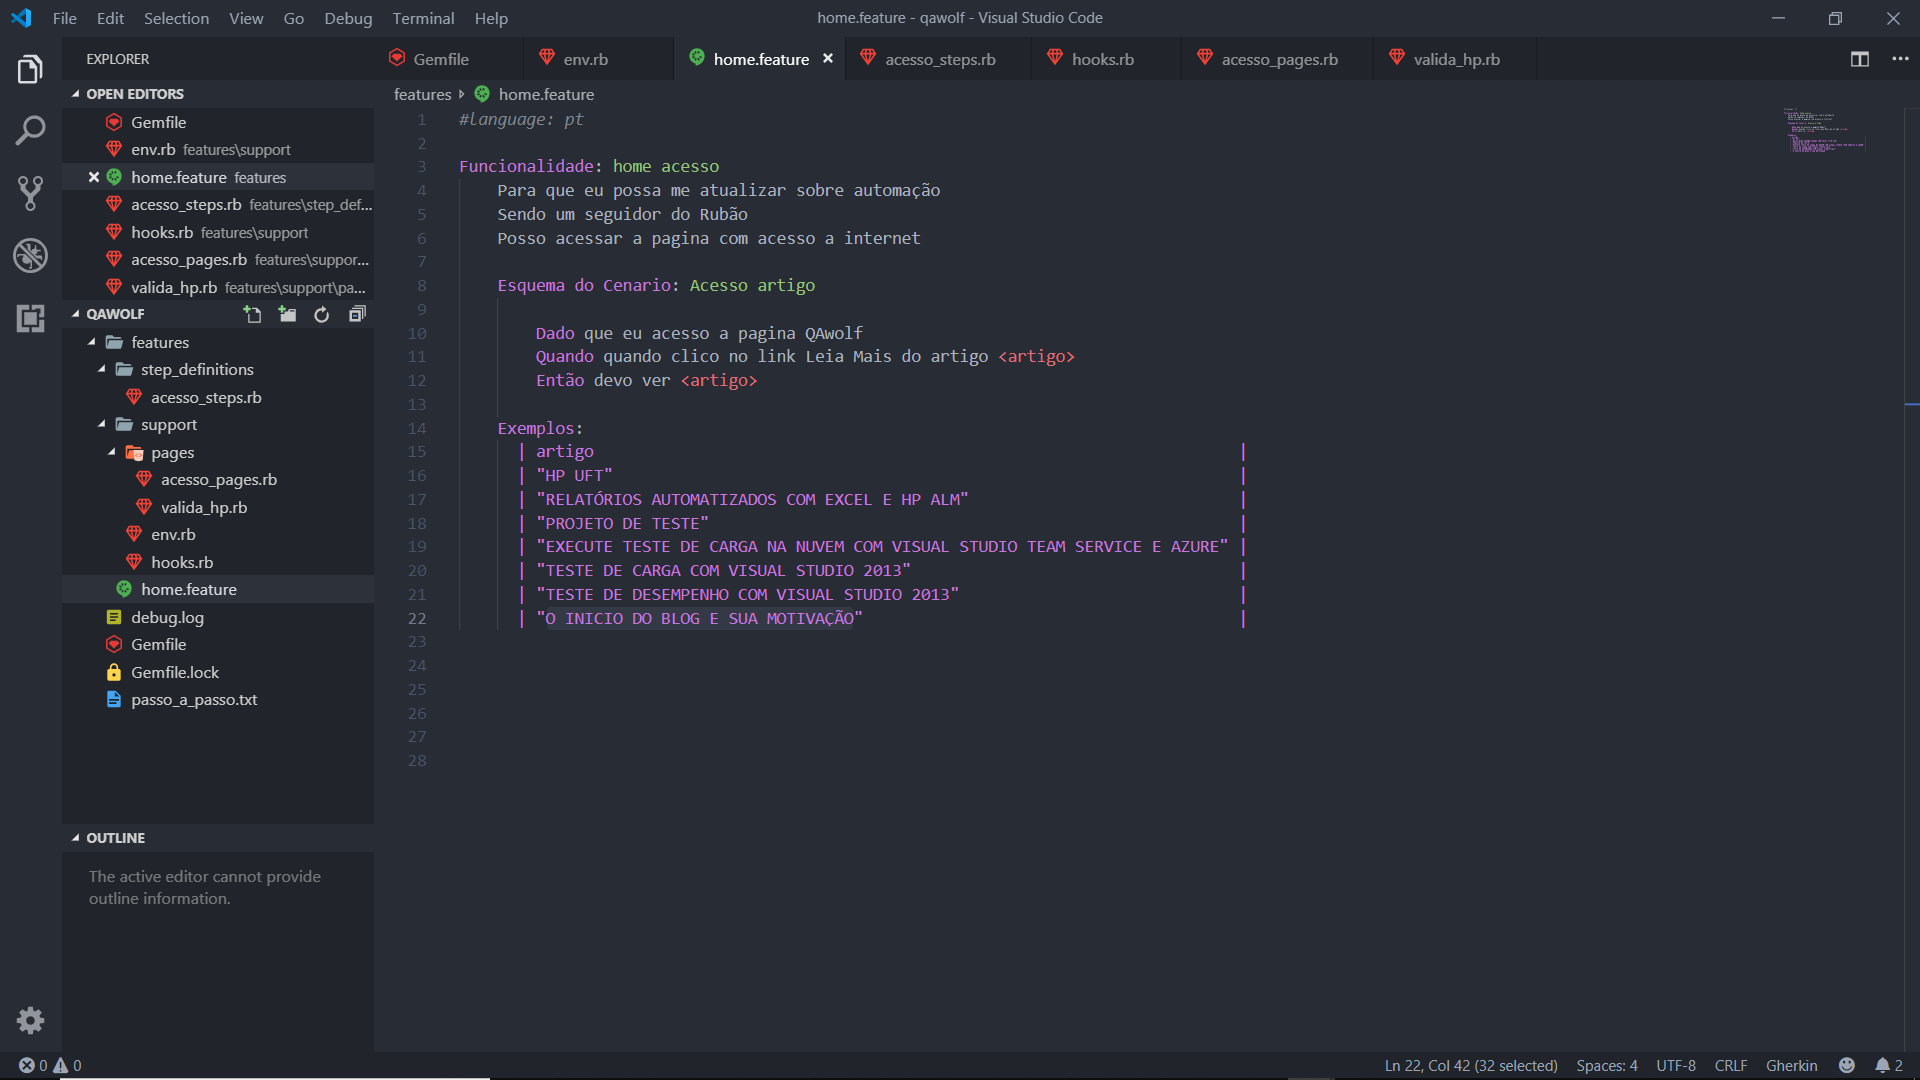 File Edit Selection View Go Debug Terminal Help
home.feature - qawolf - Visual Studio Code
EXPLORER
OPEN EDITORS
Gemfile
env.rb features\support
home.feature features
acesso_steps.rb features\step_def...
hooks.rb features\support
acesso_pages.rb features\suppor...
valida_hp.rb features\support\pa...
QAWOLF
features
step_definitions
acesso_steps.rb
support
pages
acesso_pages.rb
valida_hp.rb
env.rb
hooks.rb
home.feature
debug.log
Gemfile
Gemfile.lock
passo_a_passo.txt
OUTLINE
The active editor cannot provide
outline information.
Gemfile env.rb home.feature acesso_steps.rb hooks.rb acesso_pages.rb valida_hp.rb
features home.feature
1 #language: pt
2
3 Funcionalidade: home acesso
4 Para que eu possa me atualizar sobre automação
5 Sendo um seguidor do Rubão
6 Posso acessar a pagina com acesso a internet
7
8 Esquema do Cenario: Acesso artigo
9
10 Dado que eu acesso a pagina QAwolf
11 Quando quando clico no link Leia Mais do artigo <artigo>
12 Então devo ver <artigo>
13
14 Exemplos:
15 | artigo |
16 | "HP UFT" |
17 | "RELATÓRIOS AUTOMATIZADOS COM EXCEL E HP ALM" |
18 | "PROJETO DE TESTE" |
19 | "EXECUTE TESTE DE CARGA NA NUVEM COM VISUAL STUDIO TEAM SERVICE E AZURE" |
20 | "TESTE DE CARGA COM VISUAL STUDIO 2013" |
21 | "TESTE DE DESEMPENHO COM VISUAL STUDIO 2013" |
22 | "O INICIO DO BLOG E SUA MOTIVAÇÃO" |
23
24
25
26
27
28
0 0 Ln 22, Col 42 (32 selected) Spaces: 4 UTF-8 CRLF Gherkin 2